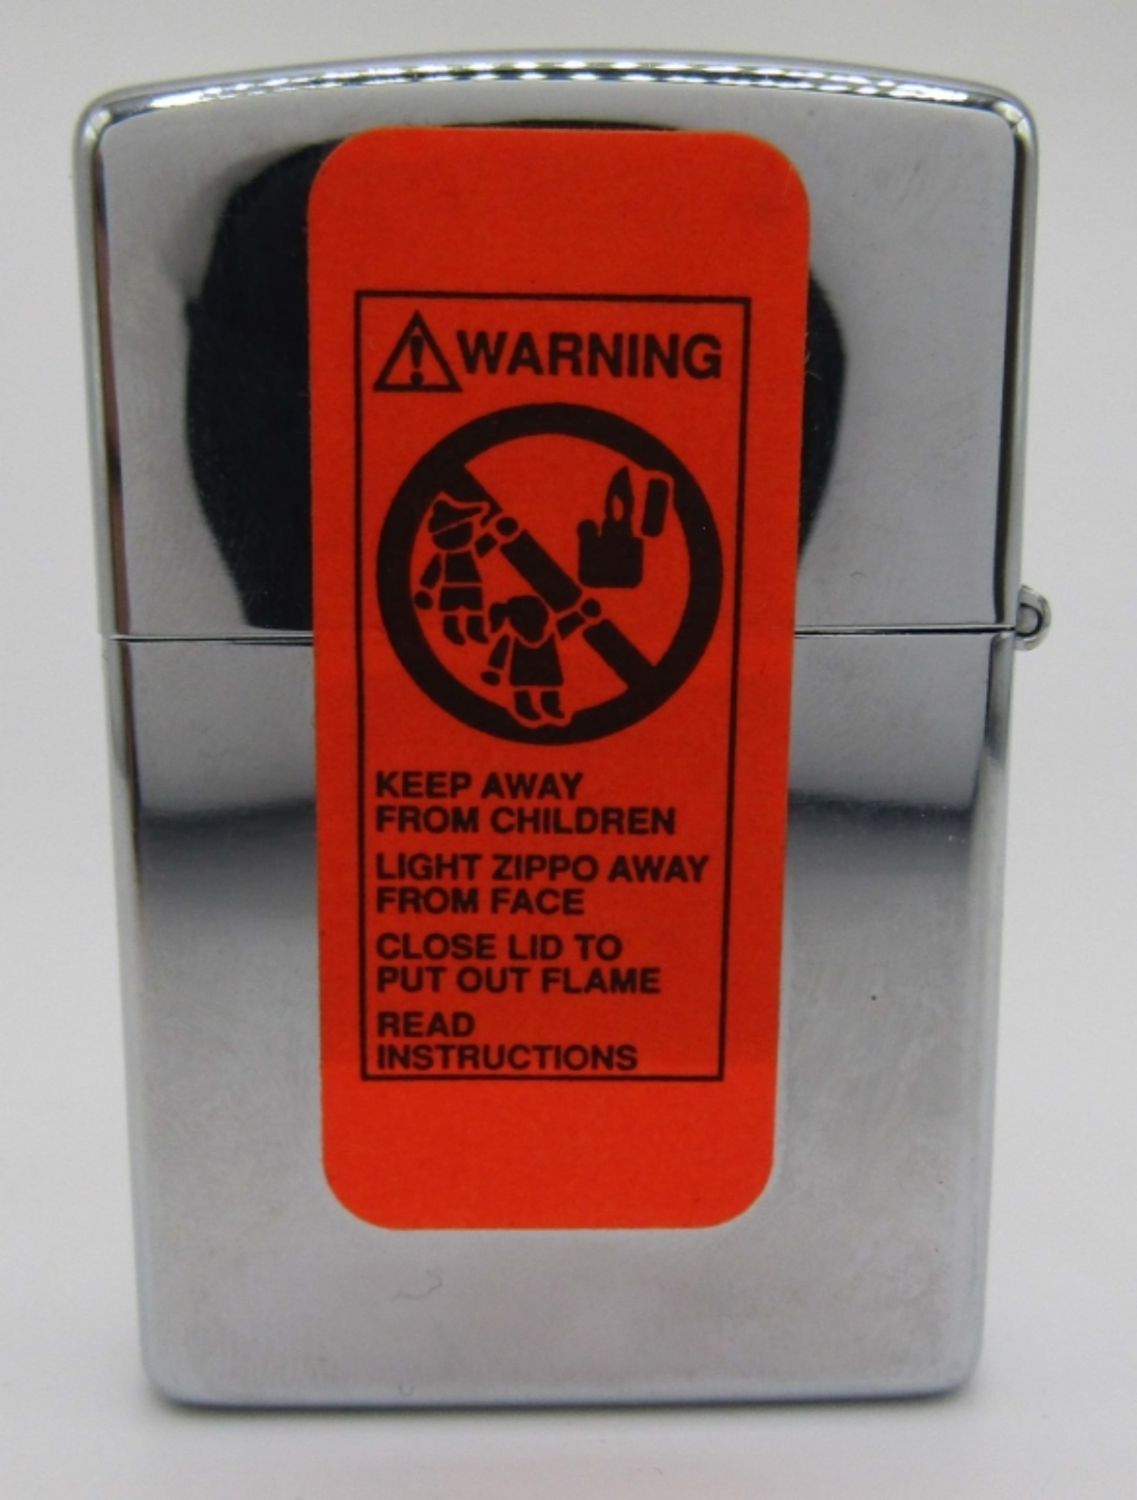 WARNING
KEEP AWAY
FROM CHILDREN
LIGHT ZIPPO AWAY
FROM FACE
CLOSE LID TO
PUT OUT FLAME
READ
INSTRUCTIONS